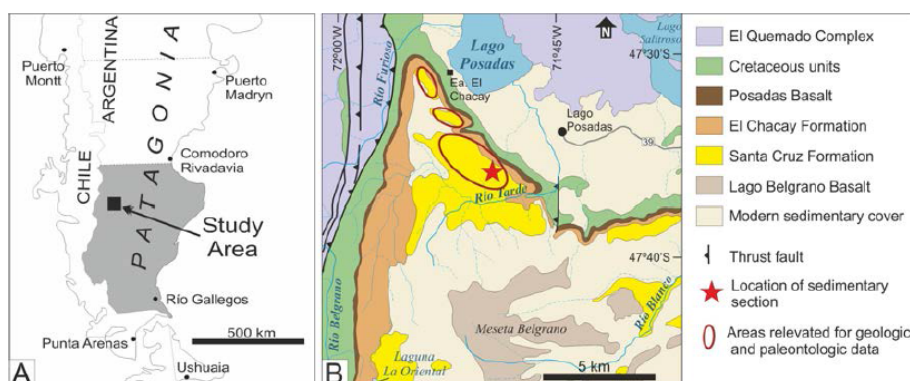 ARGENTINA
PATAGONIA
Puerto
Montt
Puerto
Madryn
CHILE
Comodoro
Rivadavia
Study
Area
Río Gallegos
500 km
Punta Arenas
Ushuaia
A
72°00'W
Río Furioso
Lago
Posadas
Ea. El
Chacay
71°45'W
Lago
Salitroso
N
47°30'S
Lago
Posadas
39
Río Tarde
47°40'S
Río Belgrano
Río Blanco
Meseta Belgrano
Laguna
La Oriental
5 km
B
El Quemado Complex
Cretaceous units
Posadas Basalt
El Chacay Formation
Santa Cruz Formation
Lago Belgrano Basalt
Modern sedimentary cover
Thrust fault
Location of sedimentary
section
Areas relevated for geologic
and paleontologic data